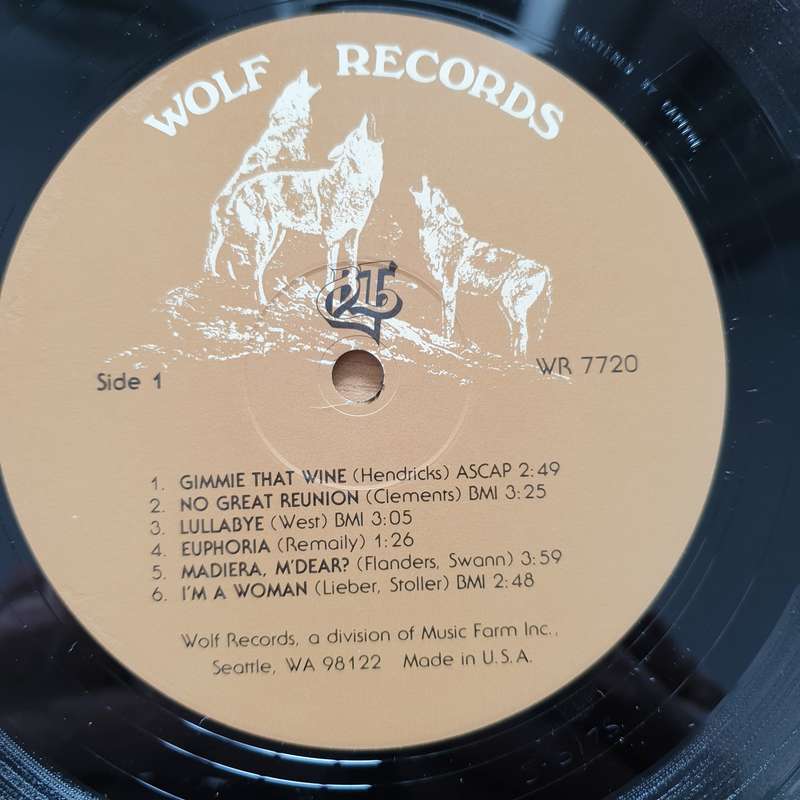 WOLF RECORDS
MASTERED BY CAPITOL
Side 1
WR 7720
1. GIMMIE THAT WINE (Hendricks) ASCAP 2:49
2. NO GREAT REUNION (Clements) BMI 3:25
3. LULLABYE (West) BMI 3:05
4. EUPHORIA (Remaily) 1:26
5. MADIERA, M'DEAR? (Flanders, Swann) 3:59
6. I'M A WOMAN (Lieber, Stoller) BMI 2:48
Wolf Records, a division of Music Farm Inc.,
Seattle, WA 98122 Made in U.S.A.